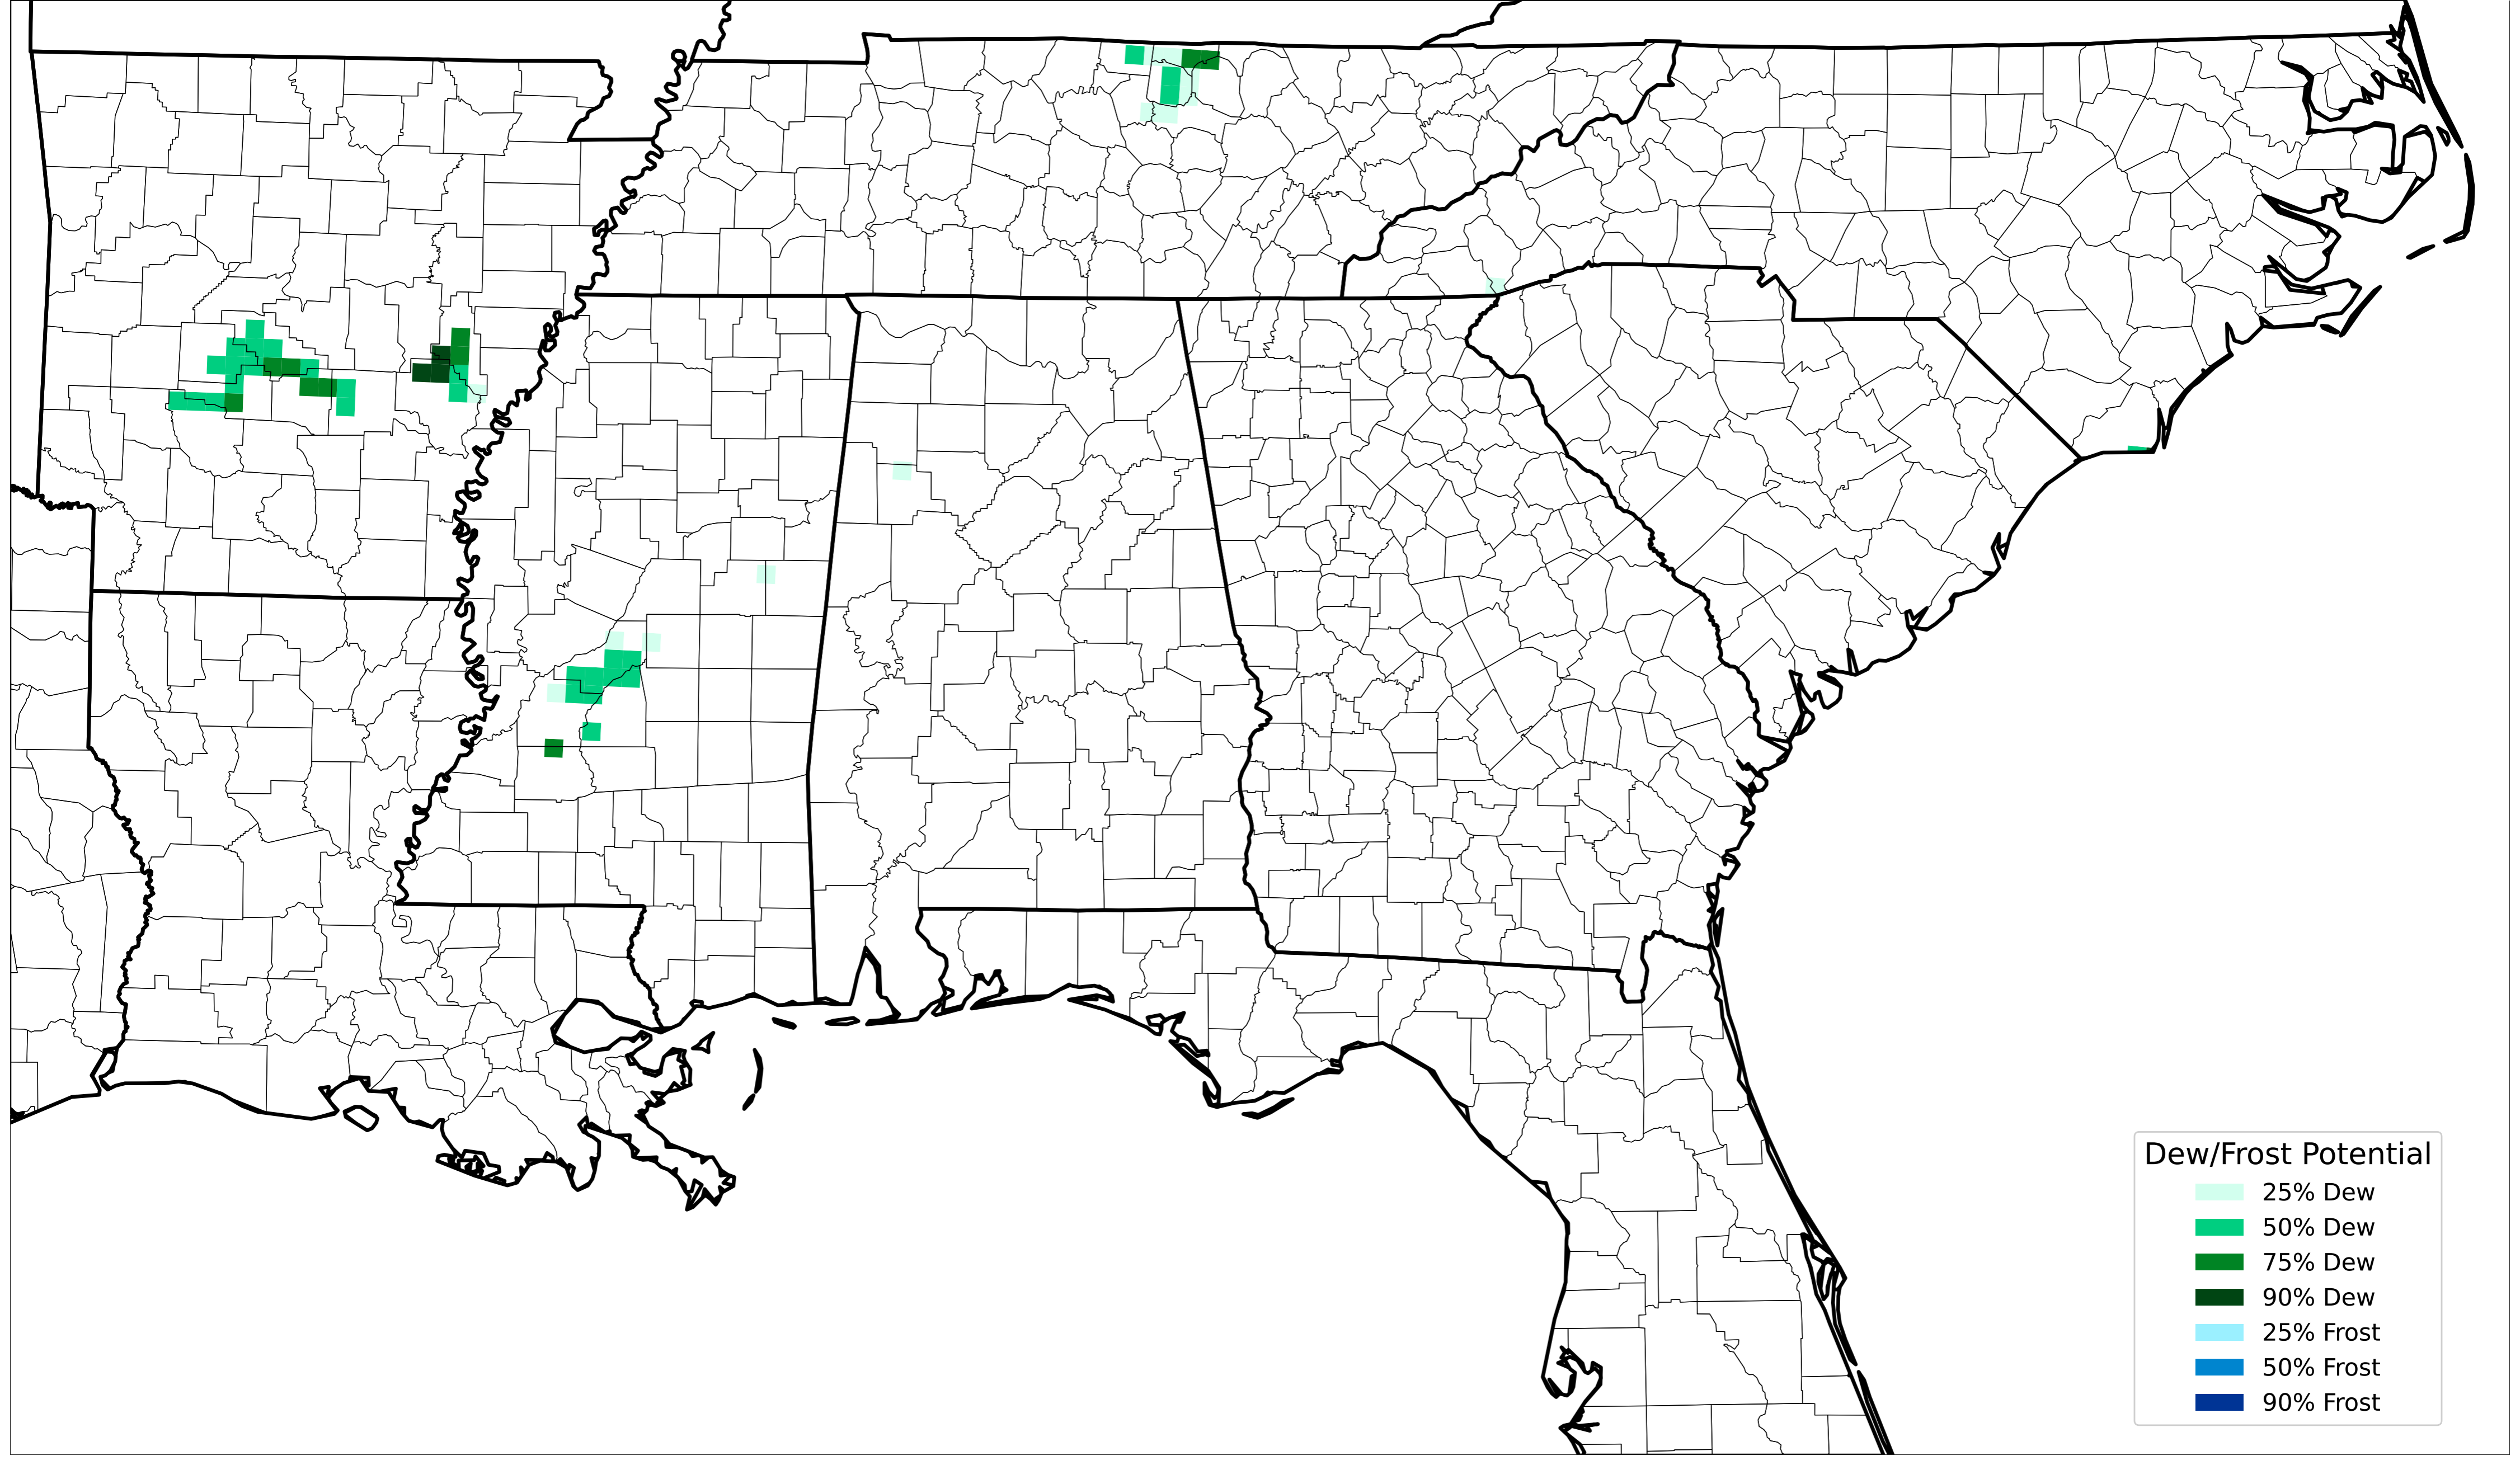 Dew/Frost Potential
25% Dew
50% Dew
75% Dew
90% Dew
25% Frost
50% Frost
90% Frost